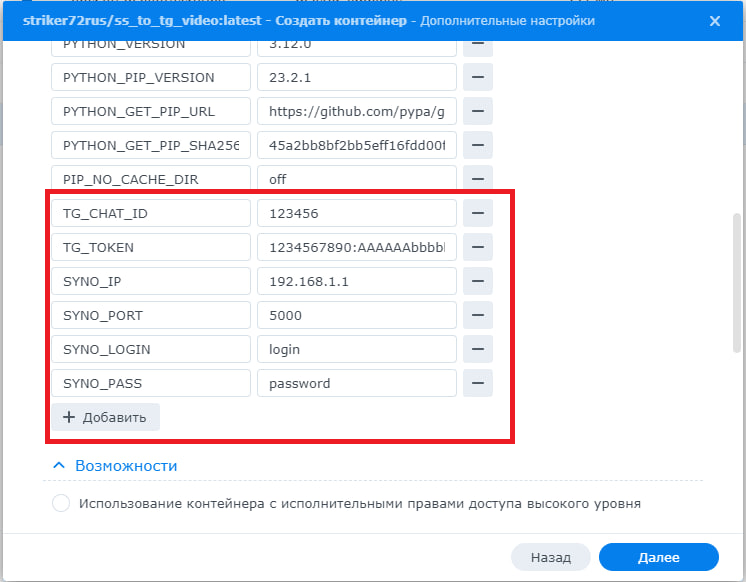 striker72rus/ss_to_tg_video:latest - Создать контейнер - Дополнительные настройки
PYTHON_VERSION 3.12.0
PYTHON_PIP_VERSION 23.2.1
PYTHON_GET_PIP_URL https://github.com/pypa/g
PYTHON_GET_PIP_SHA256 45a2bb8bf2bb5eff16fdd00f
PIP_NO_CACHE_DIR off
TG_CHAT_ID 123456
TG_TOKEN 1234567890:AAAAAAbbbbb
SYNO_IP 192.168.1.1
SYNO_PORT 5000
SYNO_LOGIN login
SYNO_PASS password
+ Добавить
Возможности
Использование контейнера с исполнительными правами доступа высокого уровня
Назад Далее